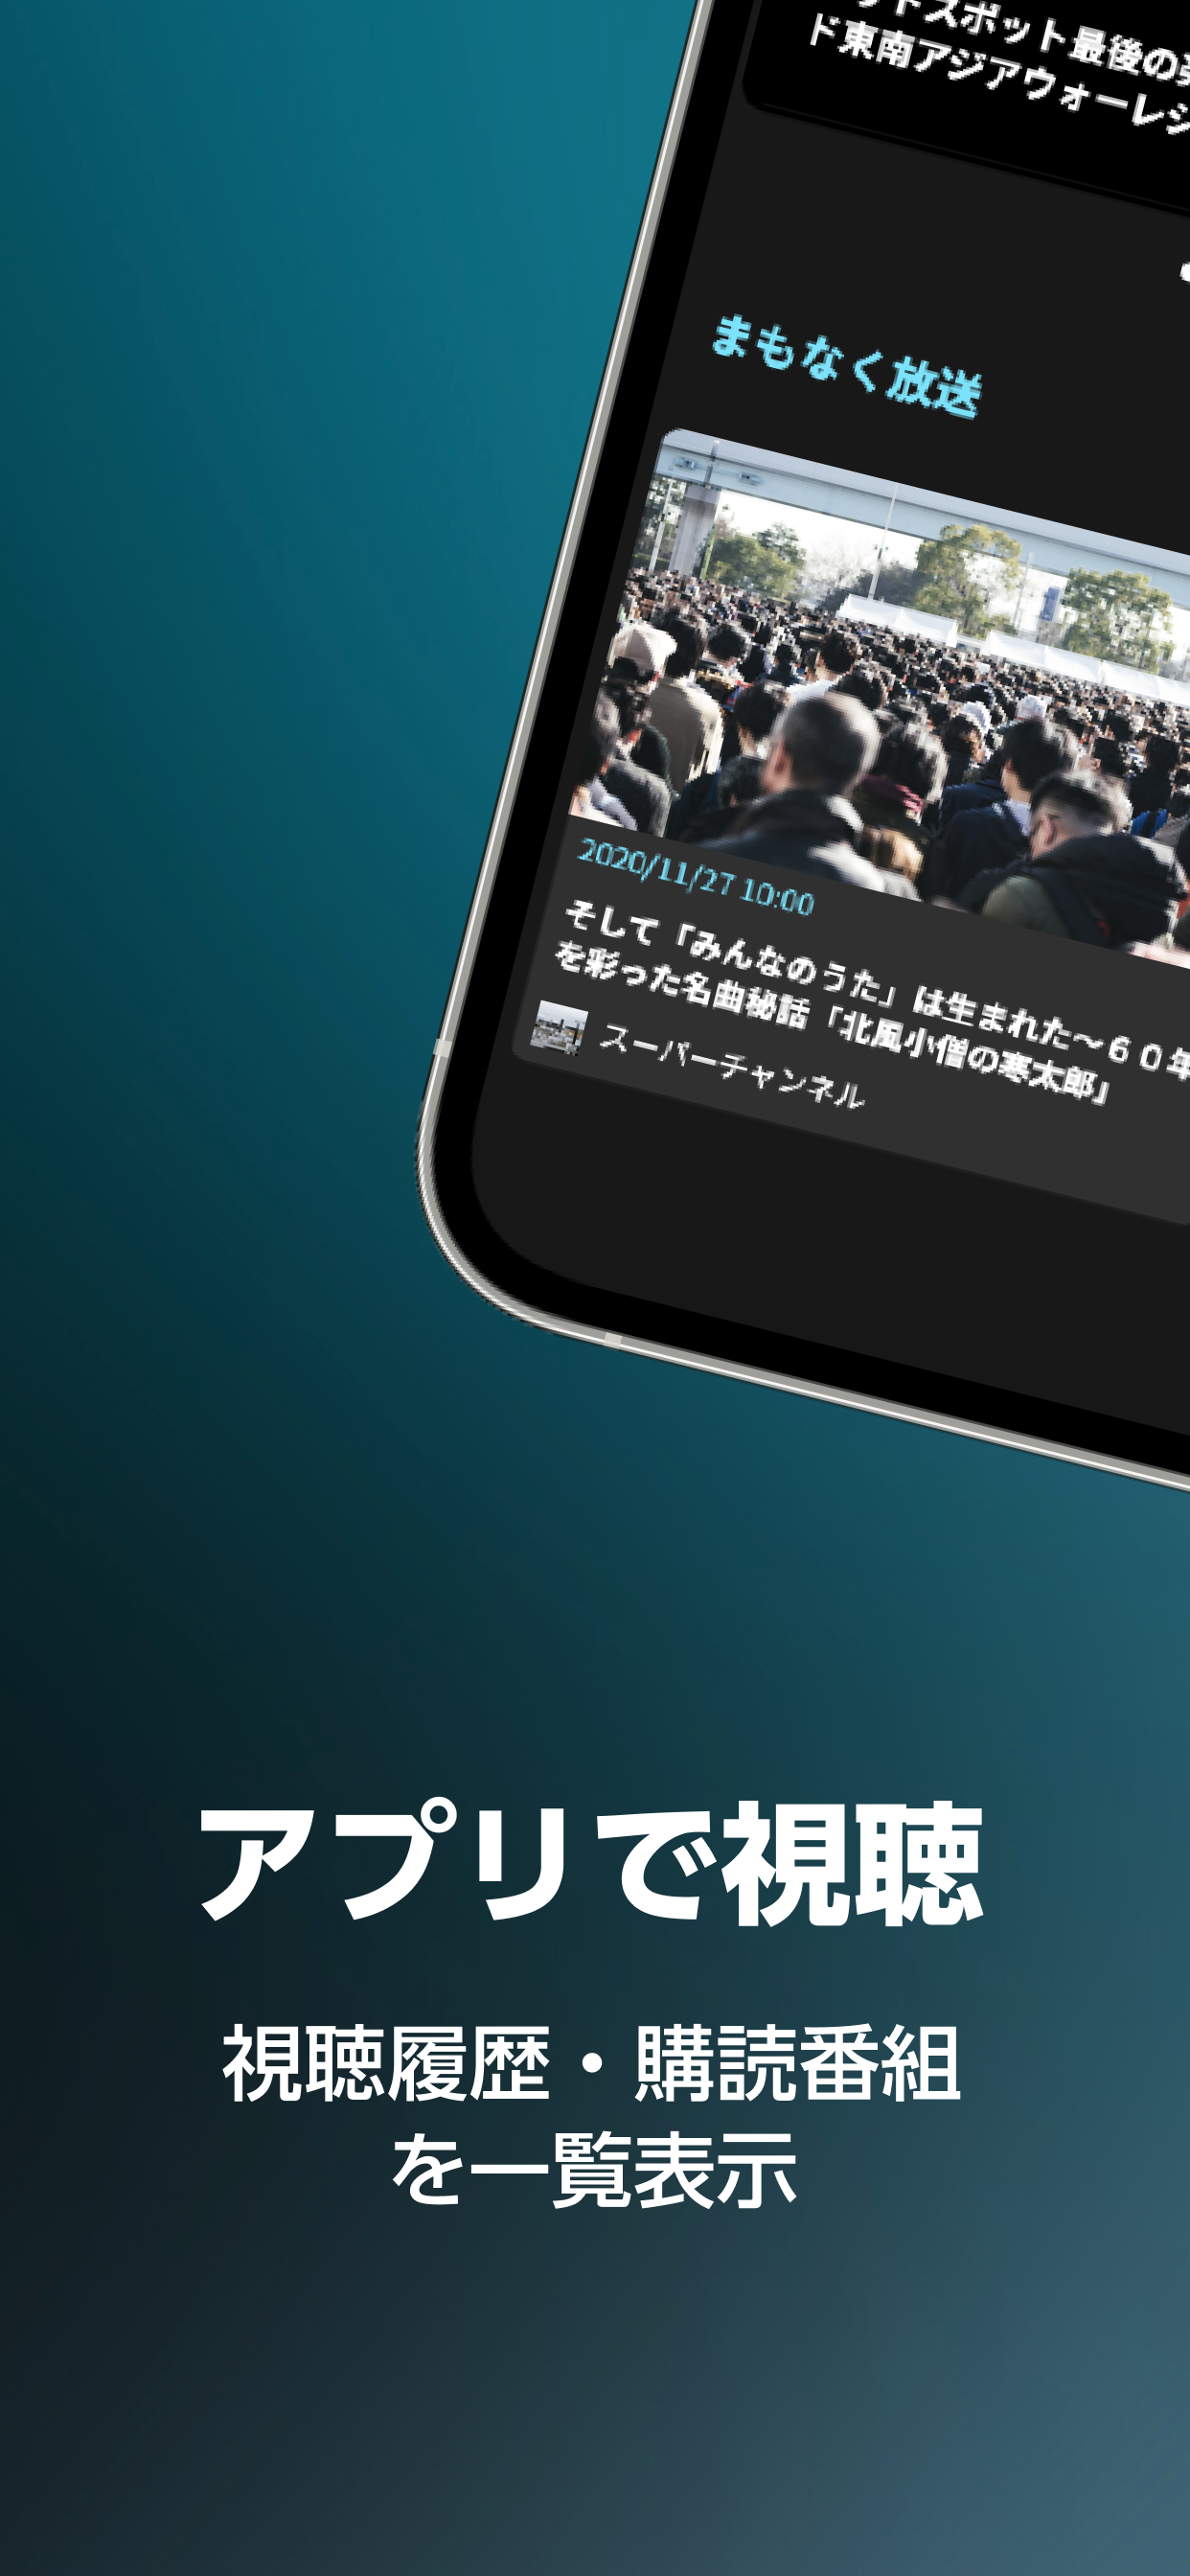 ッドスポット最後の
ド東南アジアウォーレシ
まもなく放送
2020/11/27 10:00
そして「みんなのうた」は生まれた～６０年
を彩った名曲秘話「北風小僧の寒太郎」
スーパーチャンネル
アプリで視聴
視聴履歴・購読番組
を一覧表示